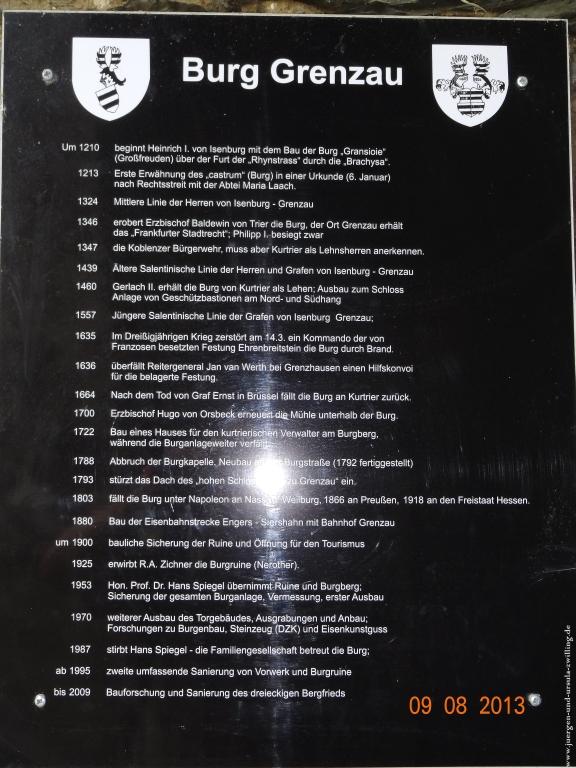 Burg Grenzau
Um 1210 beginnt Heinrich I. von Isenburg mit dem Bau der Burg „Gransioie"
(Großfreuden) über der Furt der „Rhynstrass" durch die „Brachysa".
1213 Erste Erwähnung des „castrum" (Burg) in einer Urkunde (6. Januar)
nach Rechtsstreit mit der Abtei Maria Laach.
1324 Mittlere Linie der Herren von Isenburg - Grenzau
1346 erobert Erzbischof Baldewin von Trier die Burg, der Ort Grenzau erhält
das „Frankfurter Stadtrecht"; Philipp I. besiegt zwar
1347 die Koblenzer Bürgerwehr, muss aber Kurtrier als Lehnsherren anerkennen.
1439 Ältere Salentinische Linie der Herren und Grafen von Isenburg - Grenzau
1460 Gerlach II. erhält die Burg von Kurtrier als Lehen; Ausbau zum Schloss
Anlage von Geschützbastionen am Nord- und Südhang
1557 Jüngere Salentinische Linie der Grafen von Isenburg Grenzau;
1635 Im Dreißigjährigen Krieg zerstört am 14.3. ein Kommando der von
Franzosen besetzten Festung Ehrenbreitstein die Burg durch Brand.
1636 überfällt Reitergeneral Jan van Werth bei Grenzhausen einen Hilfskonvoi
für die belagerte Festung.
1664 Nach dem Tod von Graf Ernst in Brüssel fällt die Burg an Kurtrier zurück.
1700 Erzbischof Hugo von Orsbeck erneuert die Mühle unterhalb der Burg.
1722 Bau eines Hauses für den kurtrierischen Verwalter am Burgberg,
während die Burganlageweiter verfällt
1788 Abbruch der Burgkapelle, Neubau Burgstraße (1792 fertiggestellt)
1793 stürzt das Dach des „hohen zu Grenzau" ein.
1803 fällt die Burg unter Napoleon an Nassau Weilburg, 1866 an Preußen, 1918 an den Freistaat Hessen.
1880 Bau der Eisenbahnstrecke Engers - Siershahn mit Bahnhof Grenzau
um 1900 bauliche Sicherung der Ruine und Öffnung für den Tourismus
1925 erwirbt R.A. Zichner die Burgruine (Nerother).
1953 Hon. Prof. Dr. Hans Spiegel übernimmt Ruine und Burgberg;
Sicherung der gesamten Burganlage, Vermessung, erster Ausbau
1970 weiterer Ausbau des Torgebäudes, Ausgrabungen und Anbau;
Forschungen zu Burgenbau, Steinzeug (DZK) und Eisenkunstguss
1987 stirbt Hans Spiegel - die Familiengesellschaft betreut die Burg;
ab 1995 zweite umfassende Sanierung von Vorwerk und Burgruine
bis 2009 Bauforschung und Sanierung des dreieckigen Bergfrieds
09 08 2013
www.juergen-und-ursula-zwilling.de